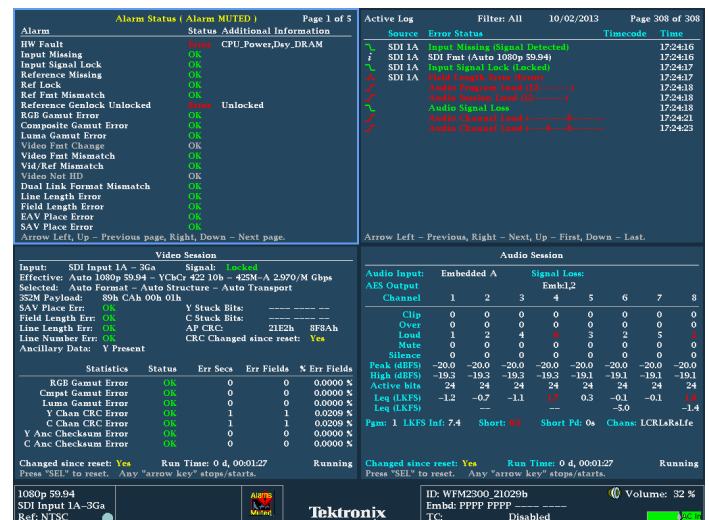 Alarm Status ( Alarm MUTED ) Page 1 of 5
Alarm Status Additional Information
HW Fault Error CPU_Power,Dsy_DRAM
Input Missing OK
Input Signal Lock OK
Reference Missing OK
Ref Lock OK
Ref Fmt Mismatch OK
Reference Genlock Unlocked Error Unlocked
RGB Gamut Error OK
Composite Gamut Error OK
Luma Gamut Error OK
Video Fmt Change OK
Video Fmt Mismatch OK
Vid/Ref Mismatch OK
Video Not HD OK
Dual Link Format Mismatch OK
Line Length Error OK
Field Length Error OK
EAV Place Error OK
SAV Place Error OK
Arrow Left, Up – Previous page, Right, Down – Next page.
Active Log Filter: All 10/02/2013 Page 308 of 308
Source Error Status Timecode Time
SDI 1A Input Missing (Signal Detected) 17:24:16
SDI 1A SDI Fmt (Auto 1080p 59.94) 17:24:16
SDI 1A Input Signal Lock (Locked) 17:24:17
SDI 1A Field Length Error (Error) 17:24:16
Audio Program Loud 17:24:18
Audio Session Loud 17:24:18
Audio Signal Loss 17:24:18
Audio Channel Loud 17:24:21
Audio Channel Loud 17:24:23
Arrow Left – Previous, Right – Next, Up – First, Down – Last.
Video Session
Input: SDI Input 1A – 3Ga Signal: Locked
Effective: Auto 1080p 59.94 – YCbCr 422 10b – 425M–A 2.970/M Gbps
Selected: Auto Format – Auto Structure – Auto Transport
352M Payload: 89h CAh 00h 01h
SAV Place Err: OK Y Stuck Bits: ---- ---- --
Field Length Err: OK C Stuck Bits: ---- ---- --
Line Length Err: OK AP CRC: 21E2h 8F8Ah
Line Number Err: OK CRC Changed since reset: Yes
Ancillary Data: Y Present
Statistics Status Err Secs Err Fields % Err Fields
RGB Gamut Error OK 0 0 0.0000 %
Cmpst Gamut Error OK 0 0 0.0000 %
Luma Gamut Error OK 0 0 0.0000 %
Y Chan CRC Error OK 1 1 0.0209 %
C Chan CRC Error OK 1 1 0.0209 %
Y Anc Checksum Error OK 0 0 0.0000 %
C Anc Checksum Error OK 0 0 0.0000 %
Changed since reset: Yes Run Time: 0 d, 00:01:27 Running
Press "SEL" to reset. Any "arrow key" stops/starts.
Audio Session
Audio Input: Embedded A Signal Loss:
AES Output Emb:1,2
Channel 1 2 3 4 5 6 7 8
Clip 0 0 0 0 0 0 0 0
Over 0 0 0 0 0 0 0 0
Loud 1 2 4 3 2 5
Mute 0 0 0 0 0 0 0 0
Silence 0 0 0 0 0 0 0 0
Peak (dBFS) –20.0 –20.0 –20.0 –20.0 –20.0 –20.0 –20.0 –20.0
High (dBFS) –19.3 –19.3 –19.1 –19.1 –19.3 –19.1 –19.1 –19.1
Active bits 24 24 24 24 24 24 24 24
Leq (LKFS) –1.2 –0.7 –1.1 0.3 –0.1 –0.1
Leq (LKFS) -- -- –5.0 –1.4
Pgm: 1 LKFS Inf: 7.4 Short: Short Pd: 0s Chans: LCRLsRsLfe
Changed since reset: Yes Run Time: 0 d, 00:01:27 Running
Press "SEL" to reset. Any "arrow key" stops/starts.
1080p 59.94
SDI Input 1A–3Ga
Ref: NTSC
Alarms
Muted
Tektronix
ID: WFM2300_21029b
Embd: PPPP PPPP ---- ----
TC: Disabled
Volume: 32 %
AC In